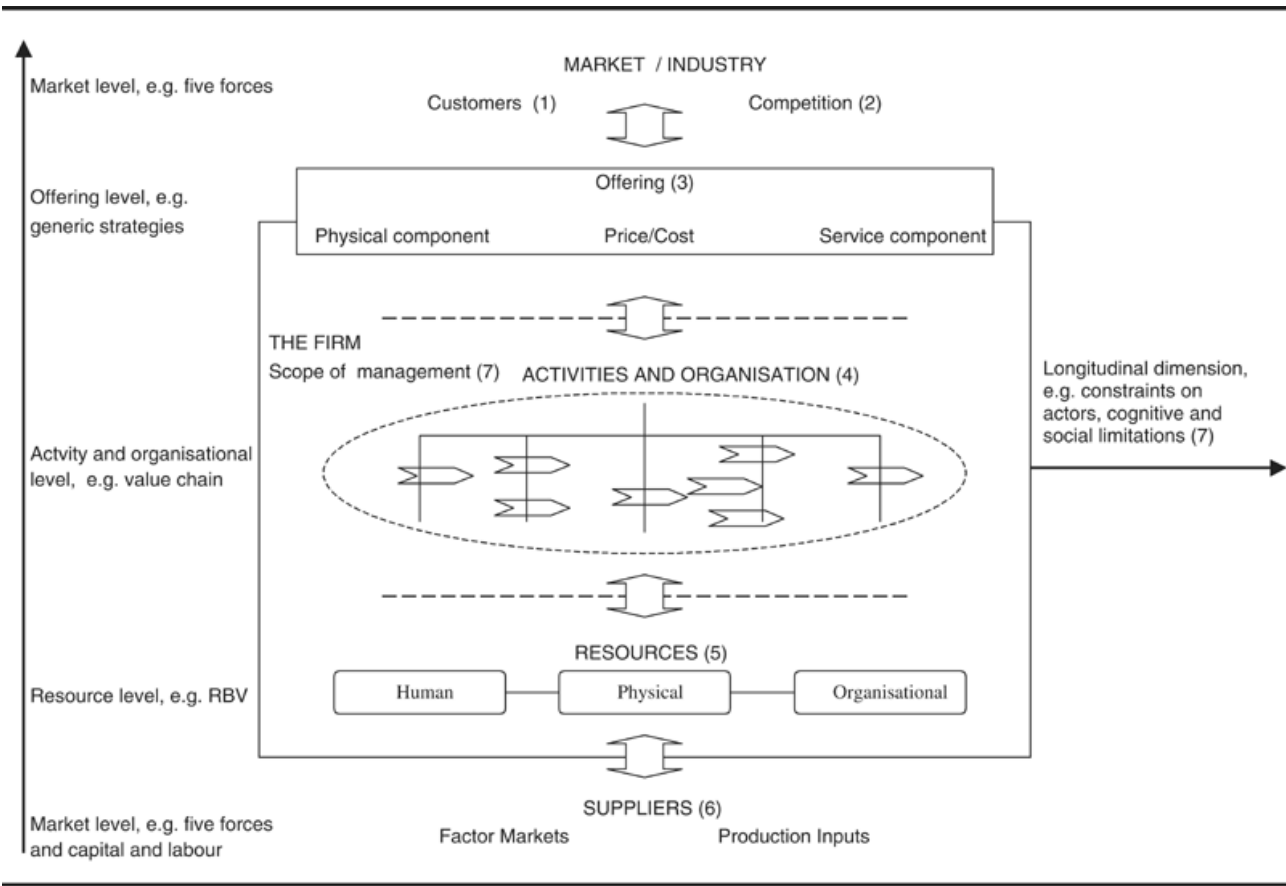 MARKET / INDUSTRY
Market level, e.g. five forces
Customers (1)
Competition (2)
Offering (3)
Offering level, e.g.
generic strategies
Physical component
Price/Cost
Service component
THE FIRM
Scope of management (7)
ACTIVITIES AND ORGANISATION (4)
Longitudinal dimension,
e.g. constraints on
actors, cognitive and
social limitations (7)
Actvity and organisational
level, e.g. value chain
RESOURCES (5)
Resource level, e.g. RBV
Human
Physical
Organisational
SUPPLIERS (6)
Market level, e.g. five forces
and capital and labour
Factor Markets
Production Inputs